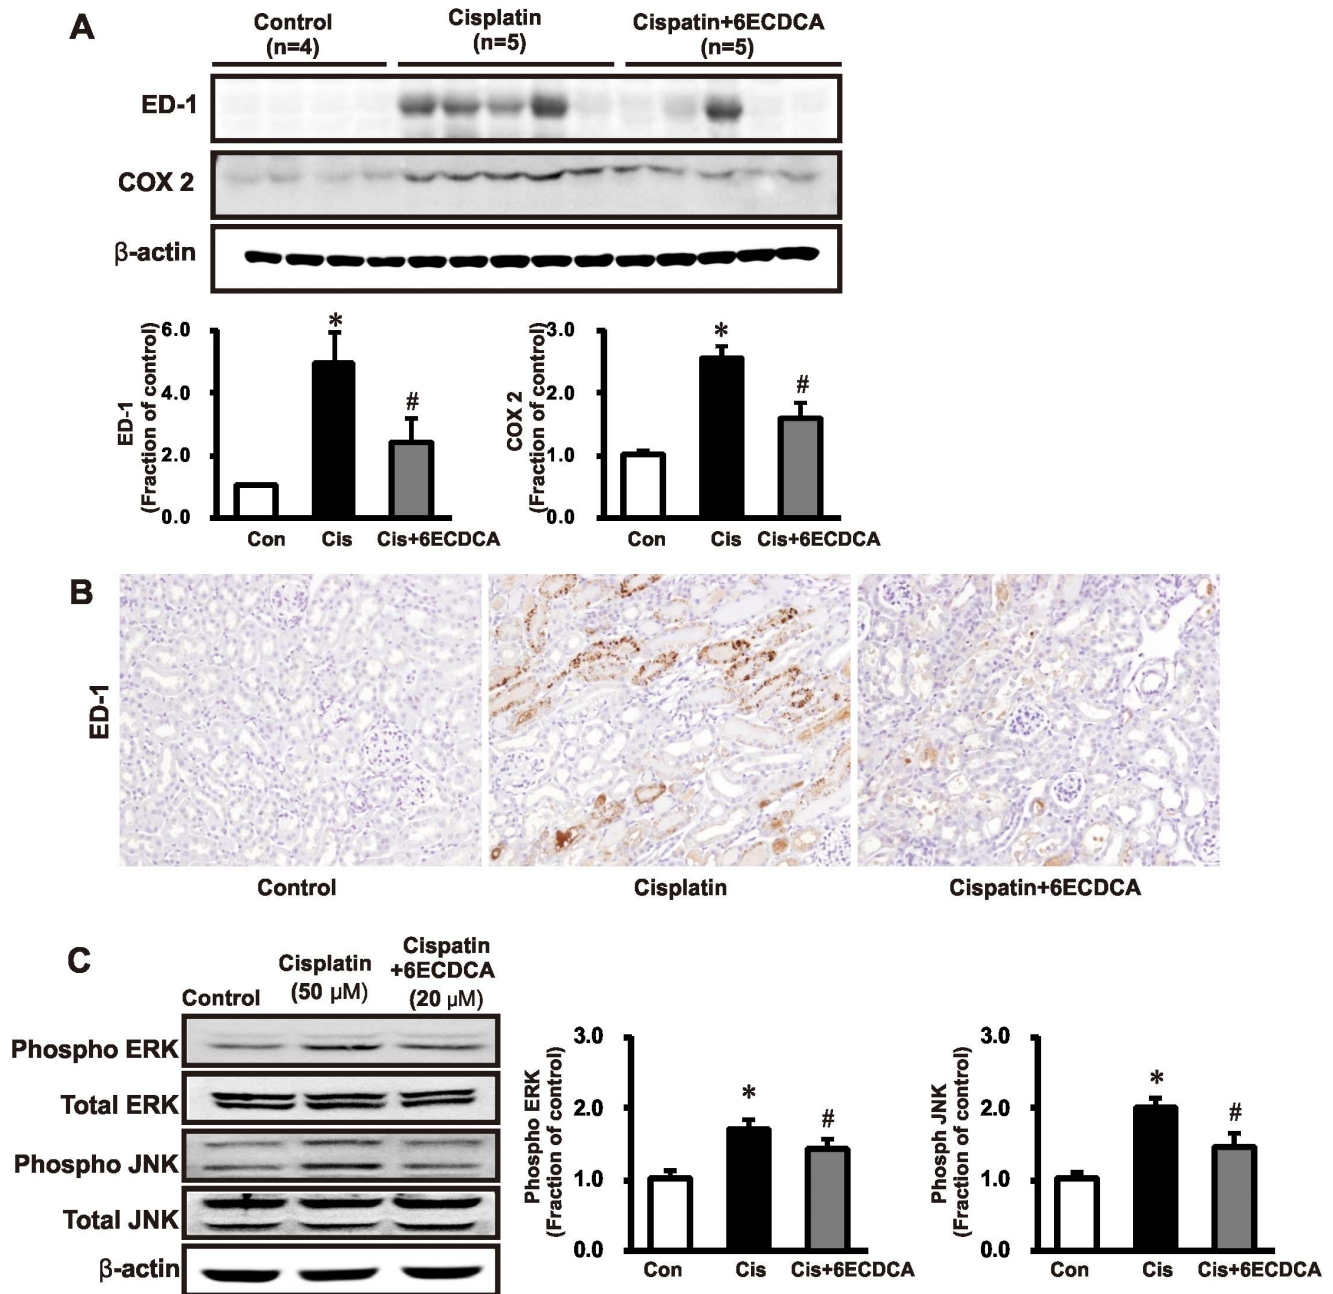 A
Control
(n=4)
Cisplatin
(n=5)
Cispatin+6ECDCA
(n=5)
ED-1
COX 2
β-actin
ED-1
(Fraction of control)
6.0
4.0
2.0
0.0
*
#
Con
Cis
Cis+6ECDCA
COX 2
(Fraction of control)
3.0
2.0
1.0
0.0
*
#
Con
Cis
Cis+6ECDCA
B
ED-1
Control
Cisplatin
Cispatin+6ECDCA
C
Control
Cisplatin
(50 µM)
Cispatin
+6ECDCA
(20 µM)
Phospho ERK
Total ERK
Phospho JNK
Total JNK
β-actin
Phospho ERK
(Fraction of control)
3.0
2.0
1.0
0.0
*
#
Con
Cis
Cis+6ECDCA
Phosph JNK
(Fraction of control)
3.0
2.0
1.0
0.0
*
#
Con
Cis
Cis+6ECDCA